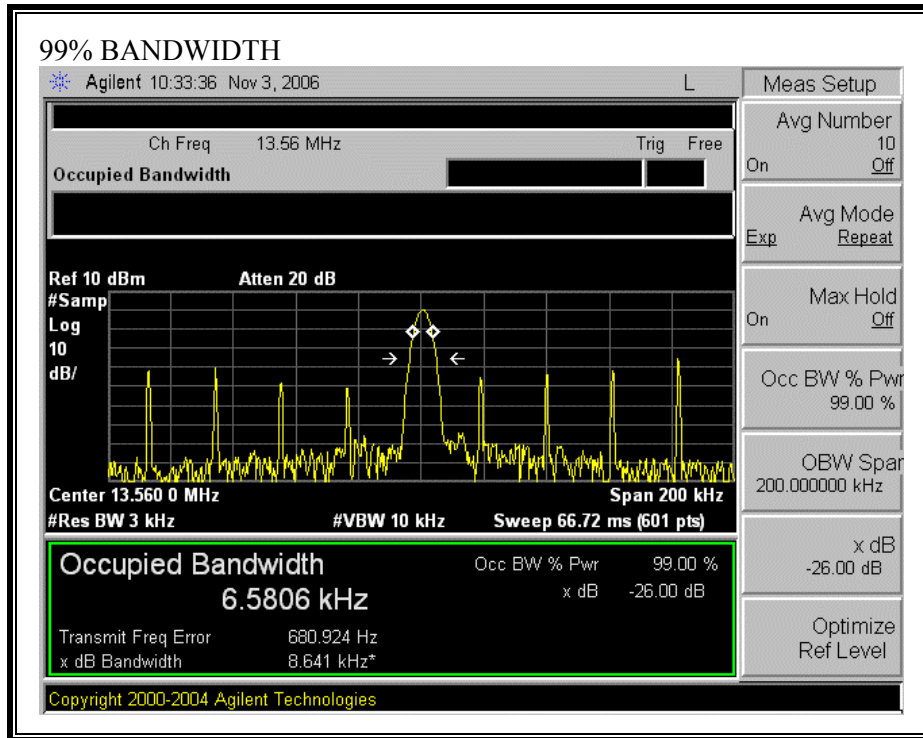 99% BANDWIDTH
Agilent 10:33:36 Nov 3, 2006 L
Ch Freq 13.56 MHz Trig Free
Occupied Bandwidth
Ref 10 dBm Atten 20 dB
#Samp
Log
10
dB/
Center 13.560 0 MHz Span 200 kHz
#Res BW 3 kHz #VBW 10 kHz Sweep 66.72 ms (601 pts)
Occupied Bandwidth
6.5806 kHz
Occ BW % Pwr 99.00 %
x dB -26.00 dB
Transmit Freq Error 680.924 Hz
x dB Bandwidth 8.641 kHz*
Copyright 2000-2004 Agilent Technologies
Meas Setup
Avg Number
10
On Off
Avg Mode
Exp Repeat
Max Hold
On Off
Occ BW % Pwr
99.00 %
OBW Span
200.000000 kHz
x dB
-26.00 dB
Optimize
Ref Level